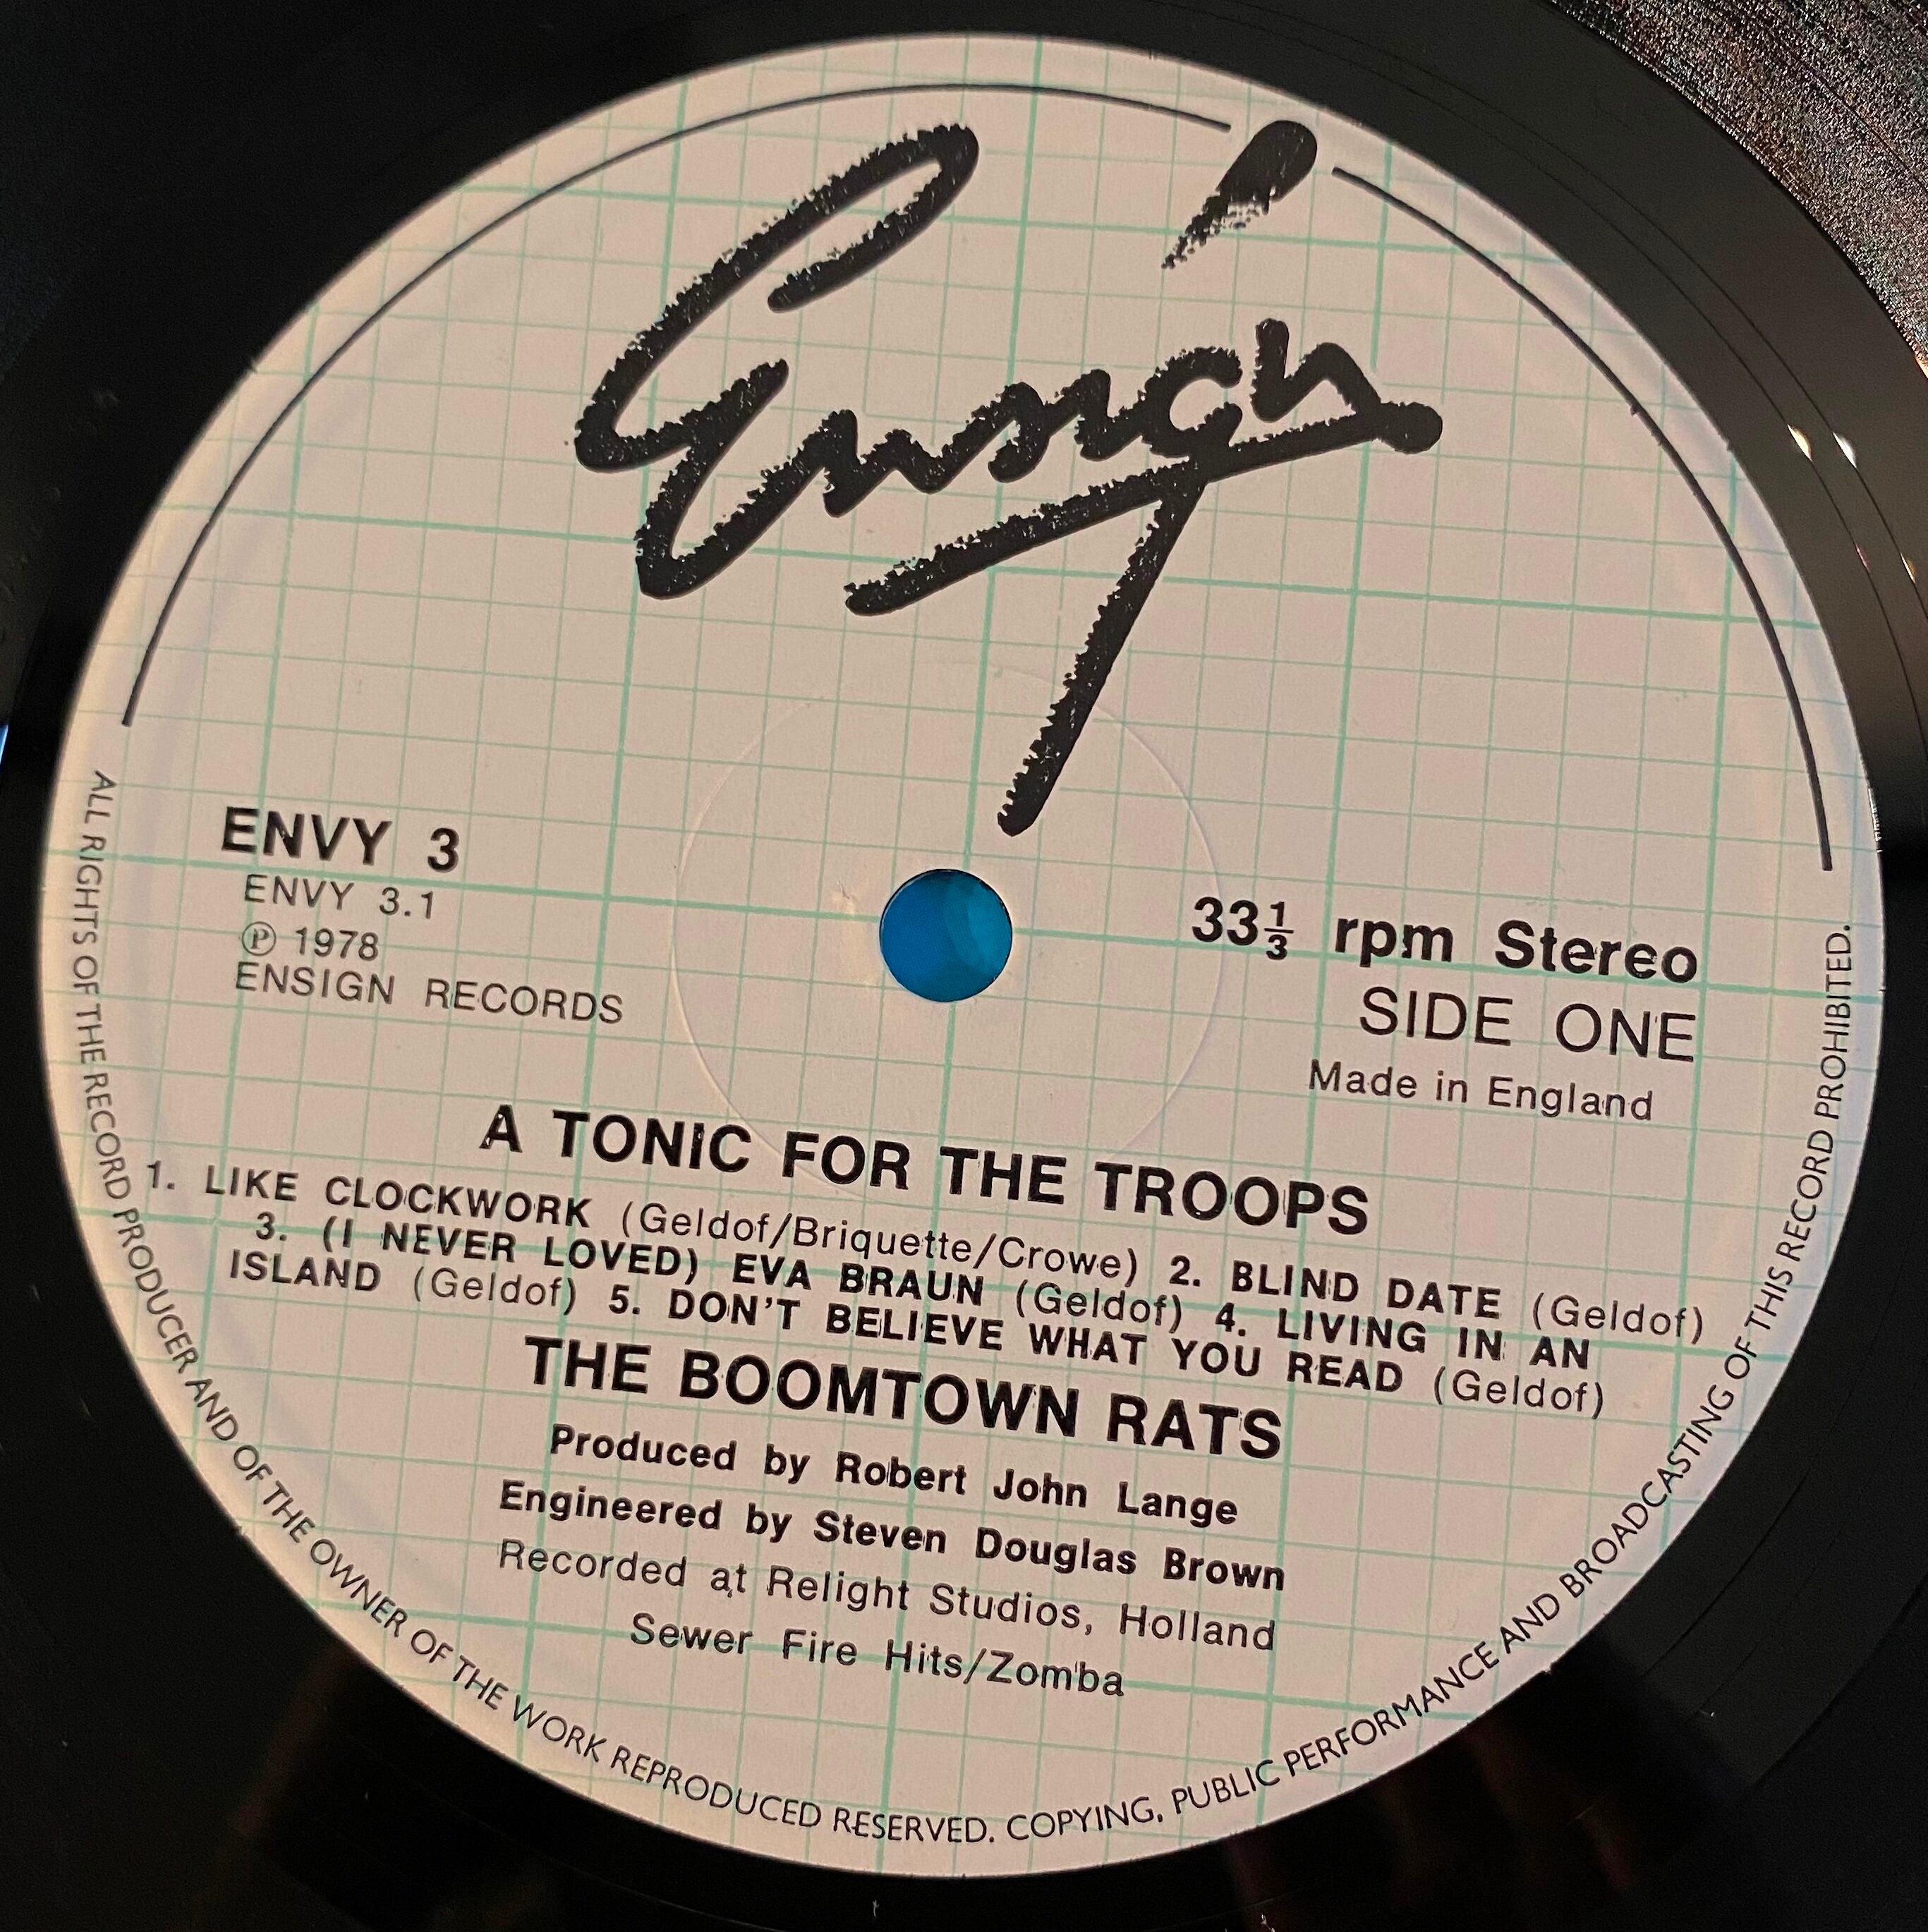 Ensign
ENVY 3
ENVY 3.1
℗ 1978
ENSIGN RECORDS
33⅓ rpm Stereo
SIDE ONE
Made in England
A TONIC FOR THE TROOPS
1. LIKE CLOCKWORK (Geldof/Briquette/Crowe) 2. BLIND DATE (Geldof)
3. (I NEVER LOVED) EVA BRAUN (Geldof) 4. LIVING IN AN
ISLAND (Geldof) 5. DON'T BELIEVE WHAT YOU READ (Geldof)
THE BOOMTOWN RATS
Produced by Robert John Lange
Engineered by Steven Douglas Brown
Recorded at Relight Studios, Holland
Sewer Fire Hits/Zomba
ALL RIGHTS OF THE RECORD PRODUCER AND OF THE OWNER OF THE WORK REPRODUCED RESERVED. COPYING, PUBLIC PERFORMANCE AND BROADCASTING OF THIS RECORD PROHIBITED.